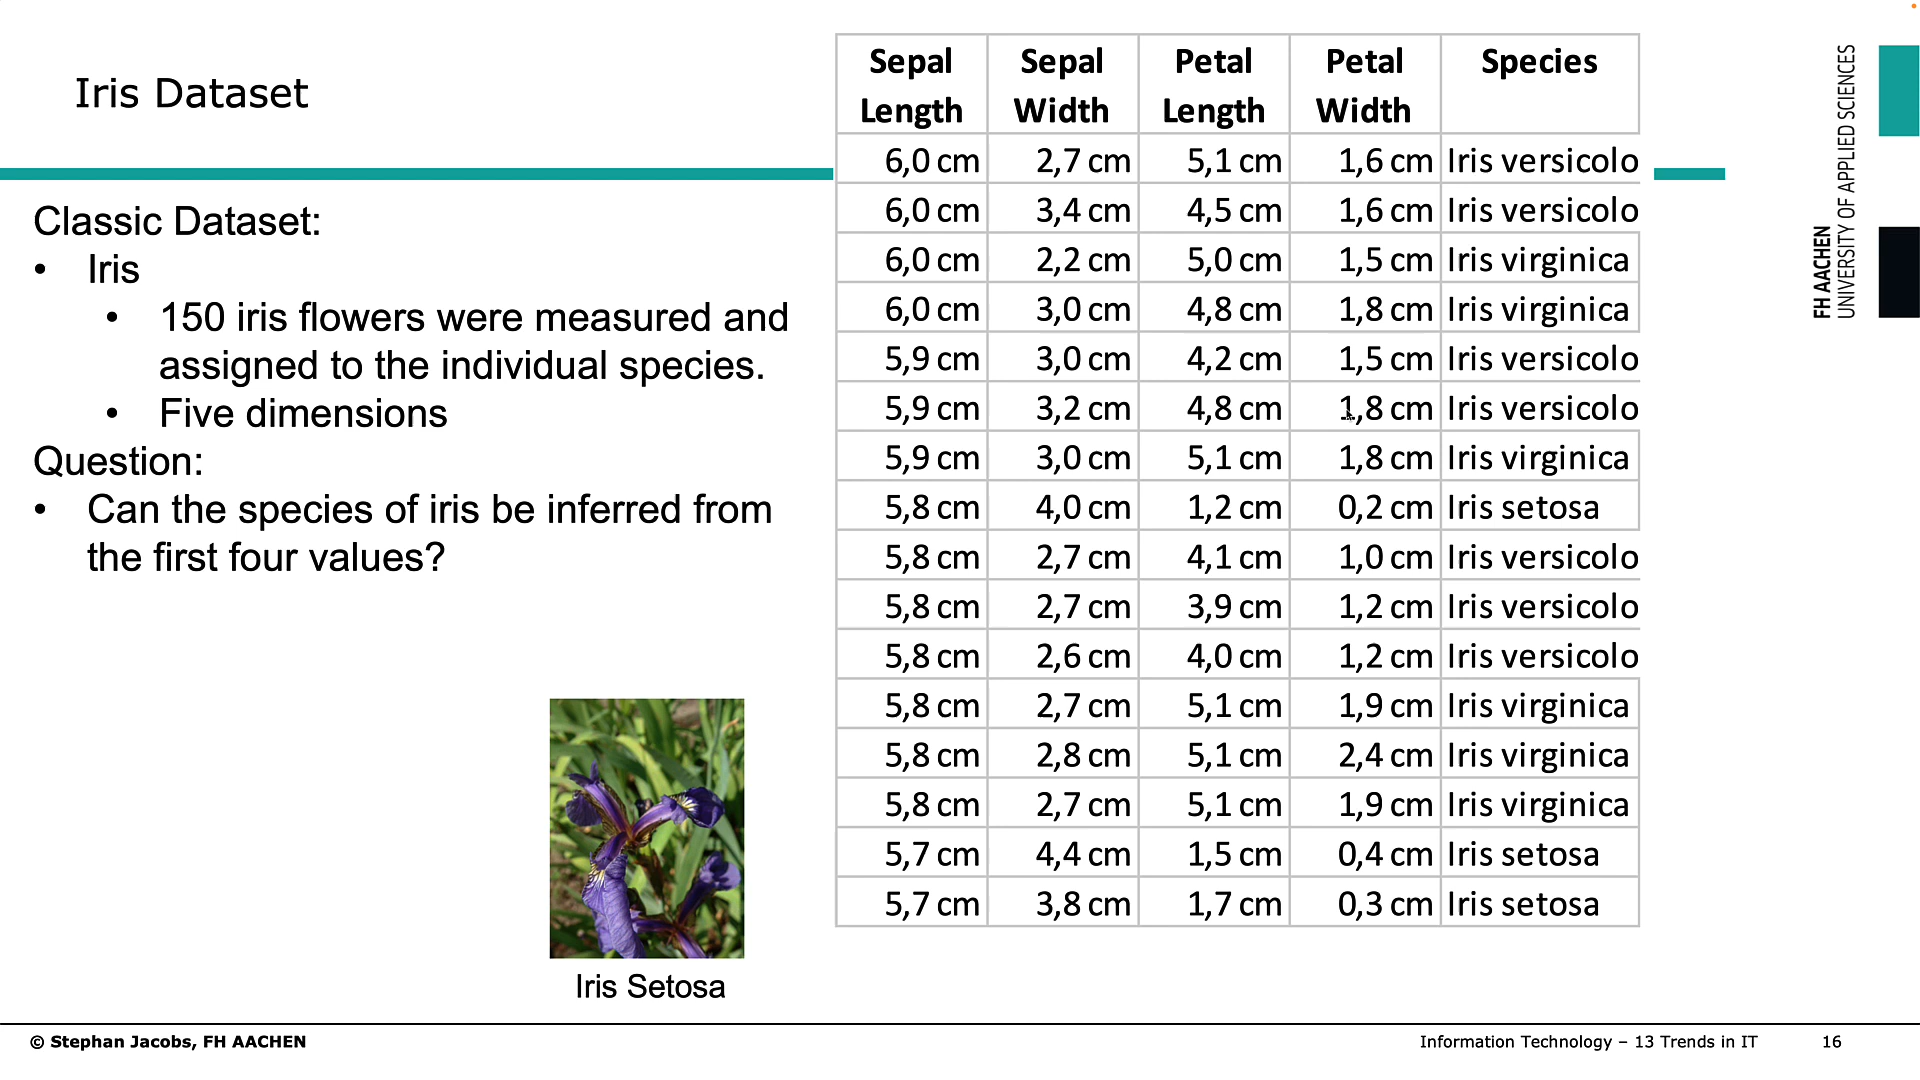 Iris Dataset
Classic Dataset:
• Iris
• 150 iris flowers were measured and
assigned to the individual species.
• Five dimensions
Question:
• Can the species of iris be inferred from
the first four values?
Iris Setosa
Sepal Length Sepal Width Petal Length Petal Width Species
6,0 cm 2,7 cm 5,1 cm 1,6 cm Iris versicolo
6,0 cm 3,4 cm 4,5 cm 1,6 cm Iris versicolo
6,0 cm 2,2 cm 5,0 cm 1,5 cm Iris virginica
6,0 cm 3,0 cm 4,8 cm 1,8 cm Iris virginica
5,9 cm 3,0 cm 4,2 cm 1,5 cm Iris versicolo
5,9 cm 3,2 cm 4,8 cm 1,8 cm Iris versicolo
5,9 cm 3,0 cm 5,1 cm 1,8 cm Iris virginica
5,8 cm 4,0 cm 1,2 cm 0,2 cm Iris setosa
5,8 cm 2,7 cm 4,1 cm 1,0 cm Iris versicolo
5,8 cm 2,7 cm 3,9 cm 1,2 cm Iris versicolo
5,8 cm 2,6 cm 4,0 cm 1,2 cm Iris versicolo
5,8 cm 2,7 cm 5,1 cm 1,9 cm Iris virginica
5,8 cm 2,8 cm 5,1 cm 2,4 cm Iris virginica
5,8 cm 2,7 cm 5,1 cm 1,9 cm Iris virginica
5,7 cm 4,4 cm 1,5 cm 0,4 cm Iris setosa
5,7 cm 3,8 cm 1,7 cm 0,3 cm Iris setosa
FH AACHEN
UNIVERSITY OF APPLIED SCIENCES
© Stephan Jacobs, FH AACHEN
Information Technology – 13 Trends in IT
16